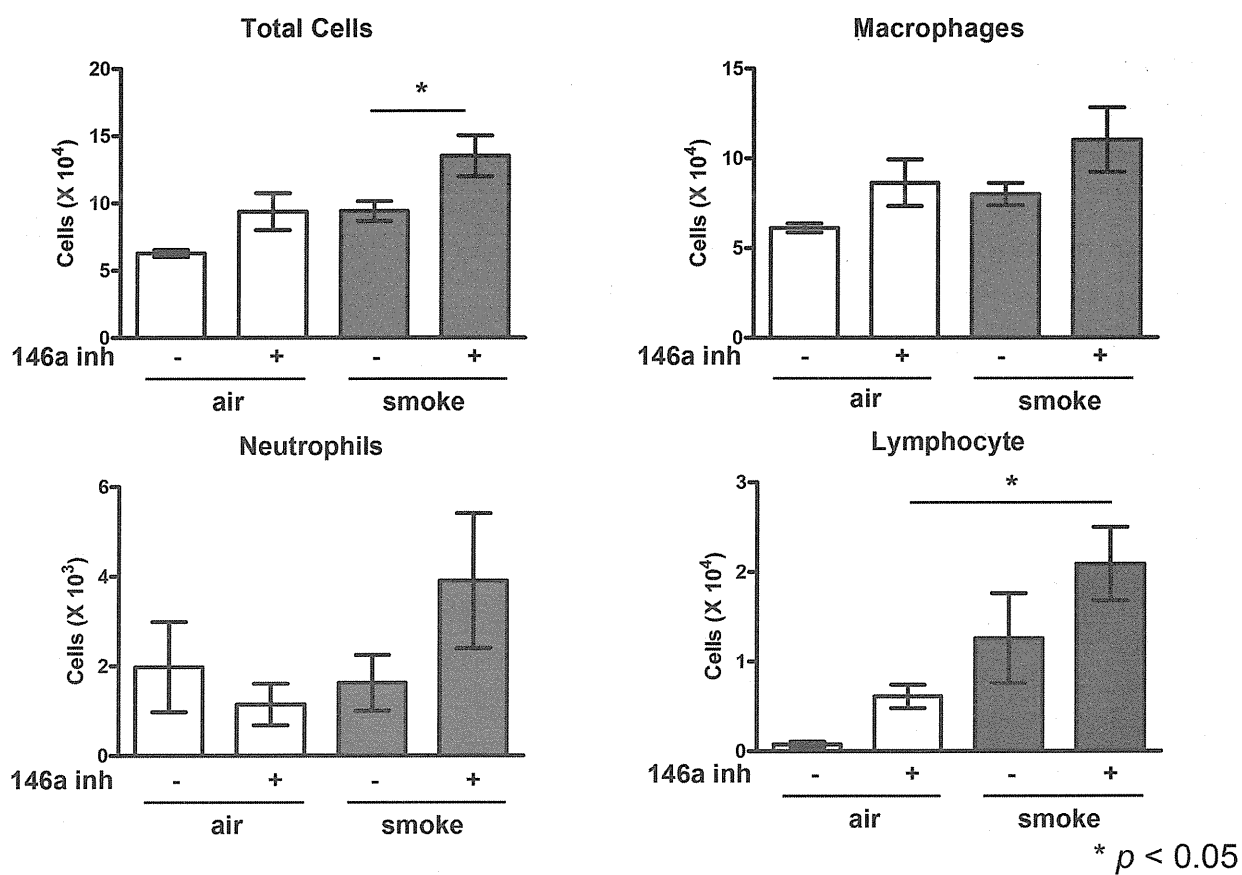 Total Cells
Cells (X 10⁴)
20
15
10
5
0
*
146a inh - + - +
air smoke
Macrophages
Cells (X 10⁴)
15
10
5
0
146a inh - + - +
air smoke
Neutrophils
Cells (X 10³)
6
4
2
0
146a inh - + - +
air smoke
Lymphocyte
Cells (X 10⁴)
3
2
1
0
*
146a inh - + - +
air smoke
* p < 0.05